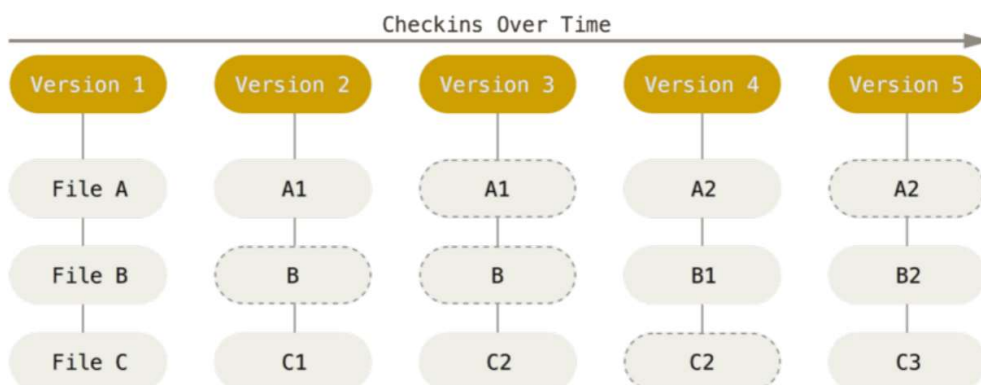 Checkins Over Time
Version 1 Version 2 Version 3 Version 4 Version 5
File A A1 A1 A2 A2
File B B B B1 B2
File C C1 C2 C2 C3